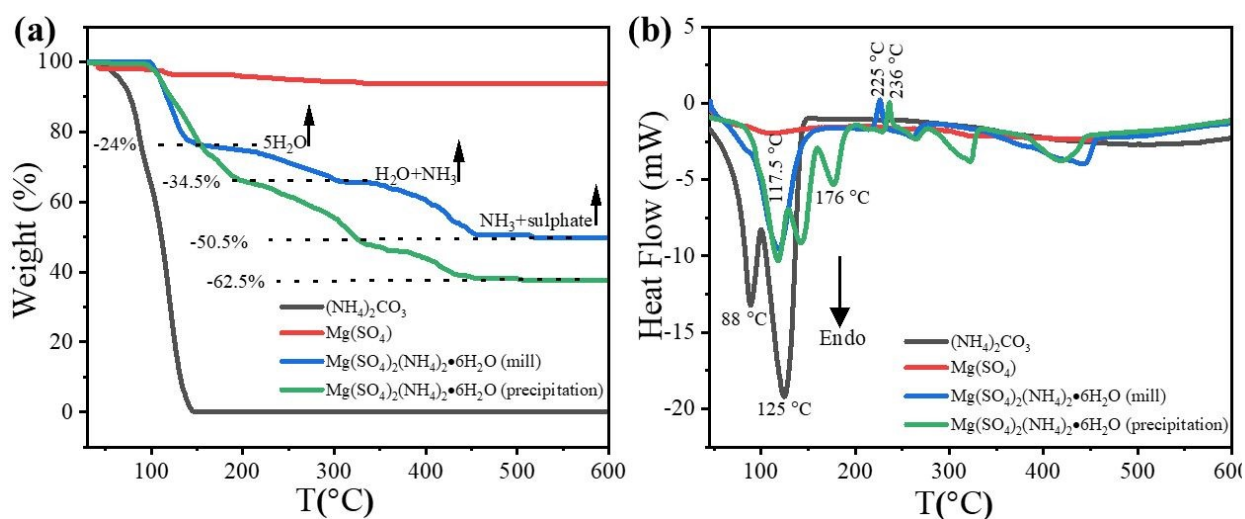 (a)
Weight (%)
100
80
60
40
20
0
-24%
5H₂O
-34.5%
H₂O+NH₃
NH₃+sulphate
-50.5%
-62.5%
(NH₄)₂CO₃
Mg(SO₄)
Mg(SO₄)₂(NH₄)₂•6H₂O (mill)
Mg(SO₄)₂(NH₄)₂•6H₂O (precipitation)
100 200 300 400 500 600
T(°C)
(b)
Heat Flow (mW)
5
0
-5
-10
-15
-20
225 °C
236 °C
117.5 °C
176 °C
88 °C
125 °C
Endo
(NH₄)₂CO₃
Mg(SO₄)
Mg(SO₄)₂(NH₄)₂•6H₂O (mill)
Mg(SO₄)₂(NH₄)₂•6H₂O (precipitation)
100 200 300 400 500 600
T(°C)